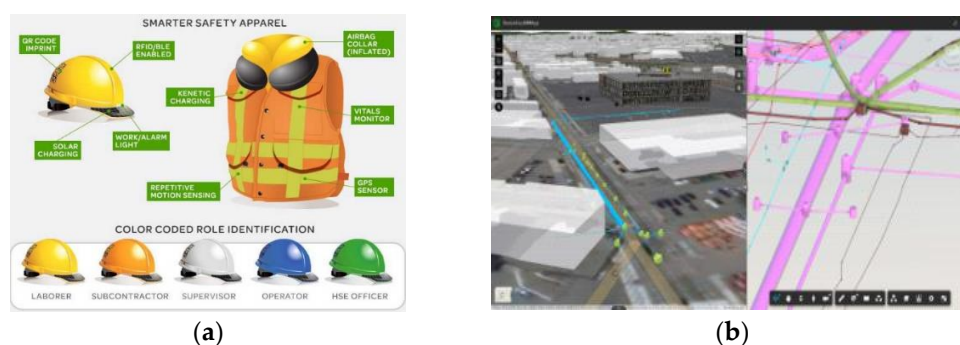 SMARTER SAFETY APPAREL
QR CODE
IMPRINT
RFID/BLE
ENABLED
AIRBAG
COLLAR
(INFLATED)
KENETIC
CHARGING
VITALS
MONITOR
SOLAR
CHARGING
WORK/ALARM
LIGHT
REPETITIVE
MOTION SENSING
GPS
SENSOR
COLOR CODED ROLE IDENTIFICATION
LABORER
SUBCONTRACTOR
SUPERVISOR
OPERATOR
HSE OFFICER
(a)
(b)